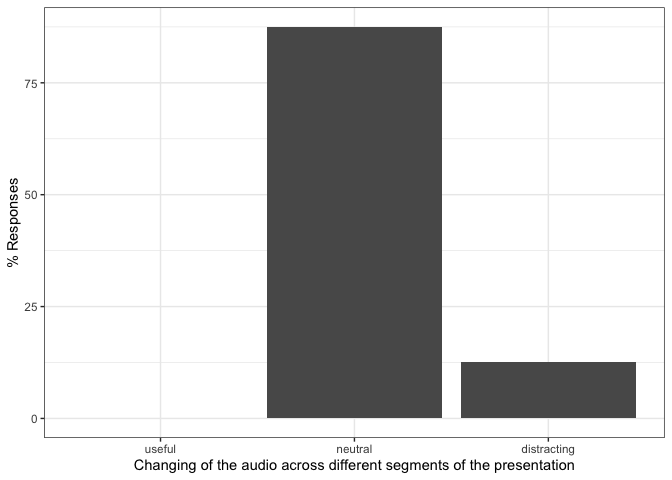 % Responses
75
50
25
0
useful neutral distracting
Changing of the audio across different segments of the presentation